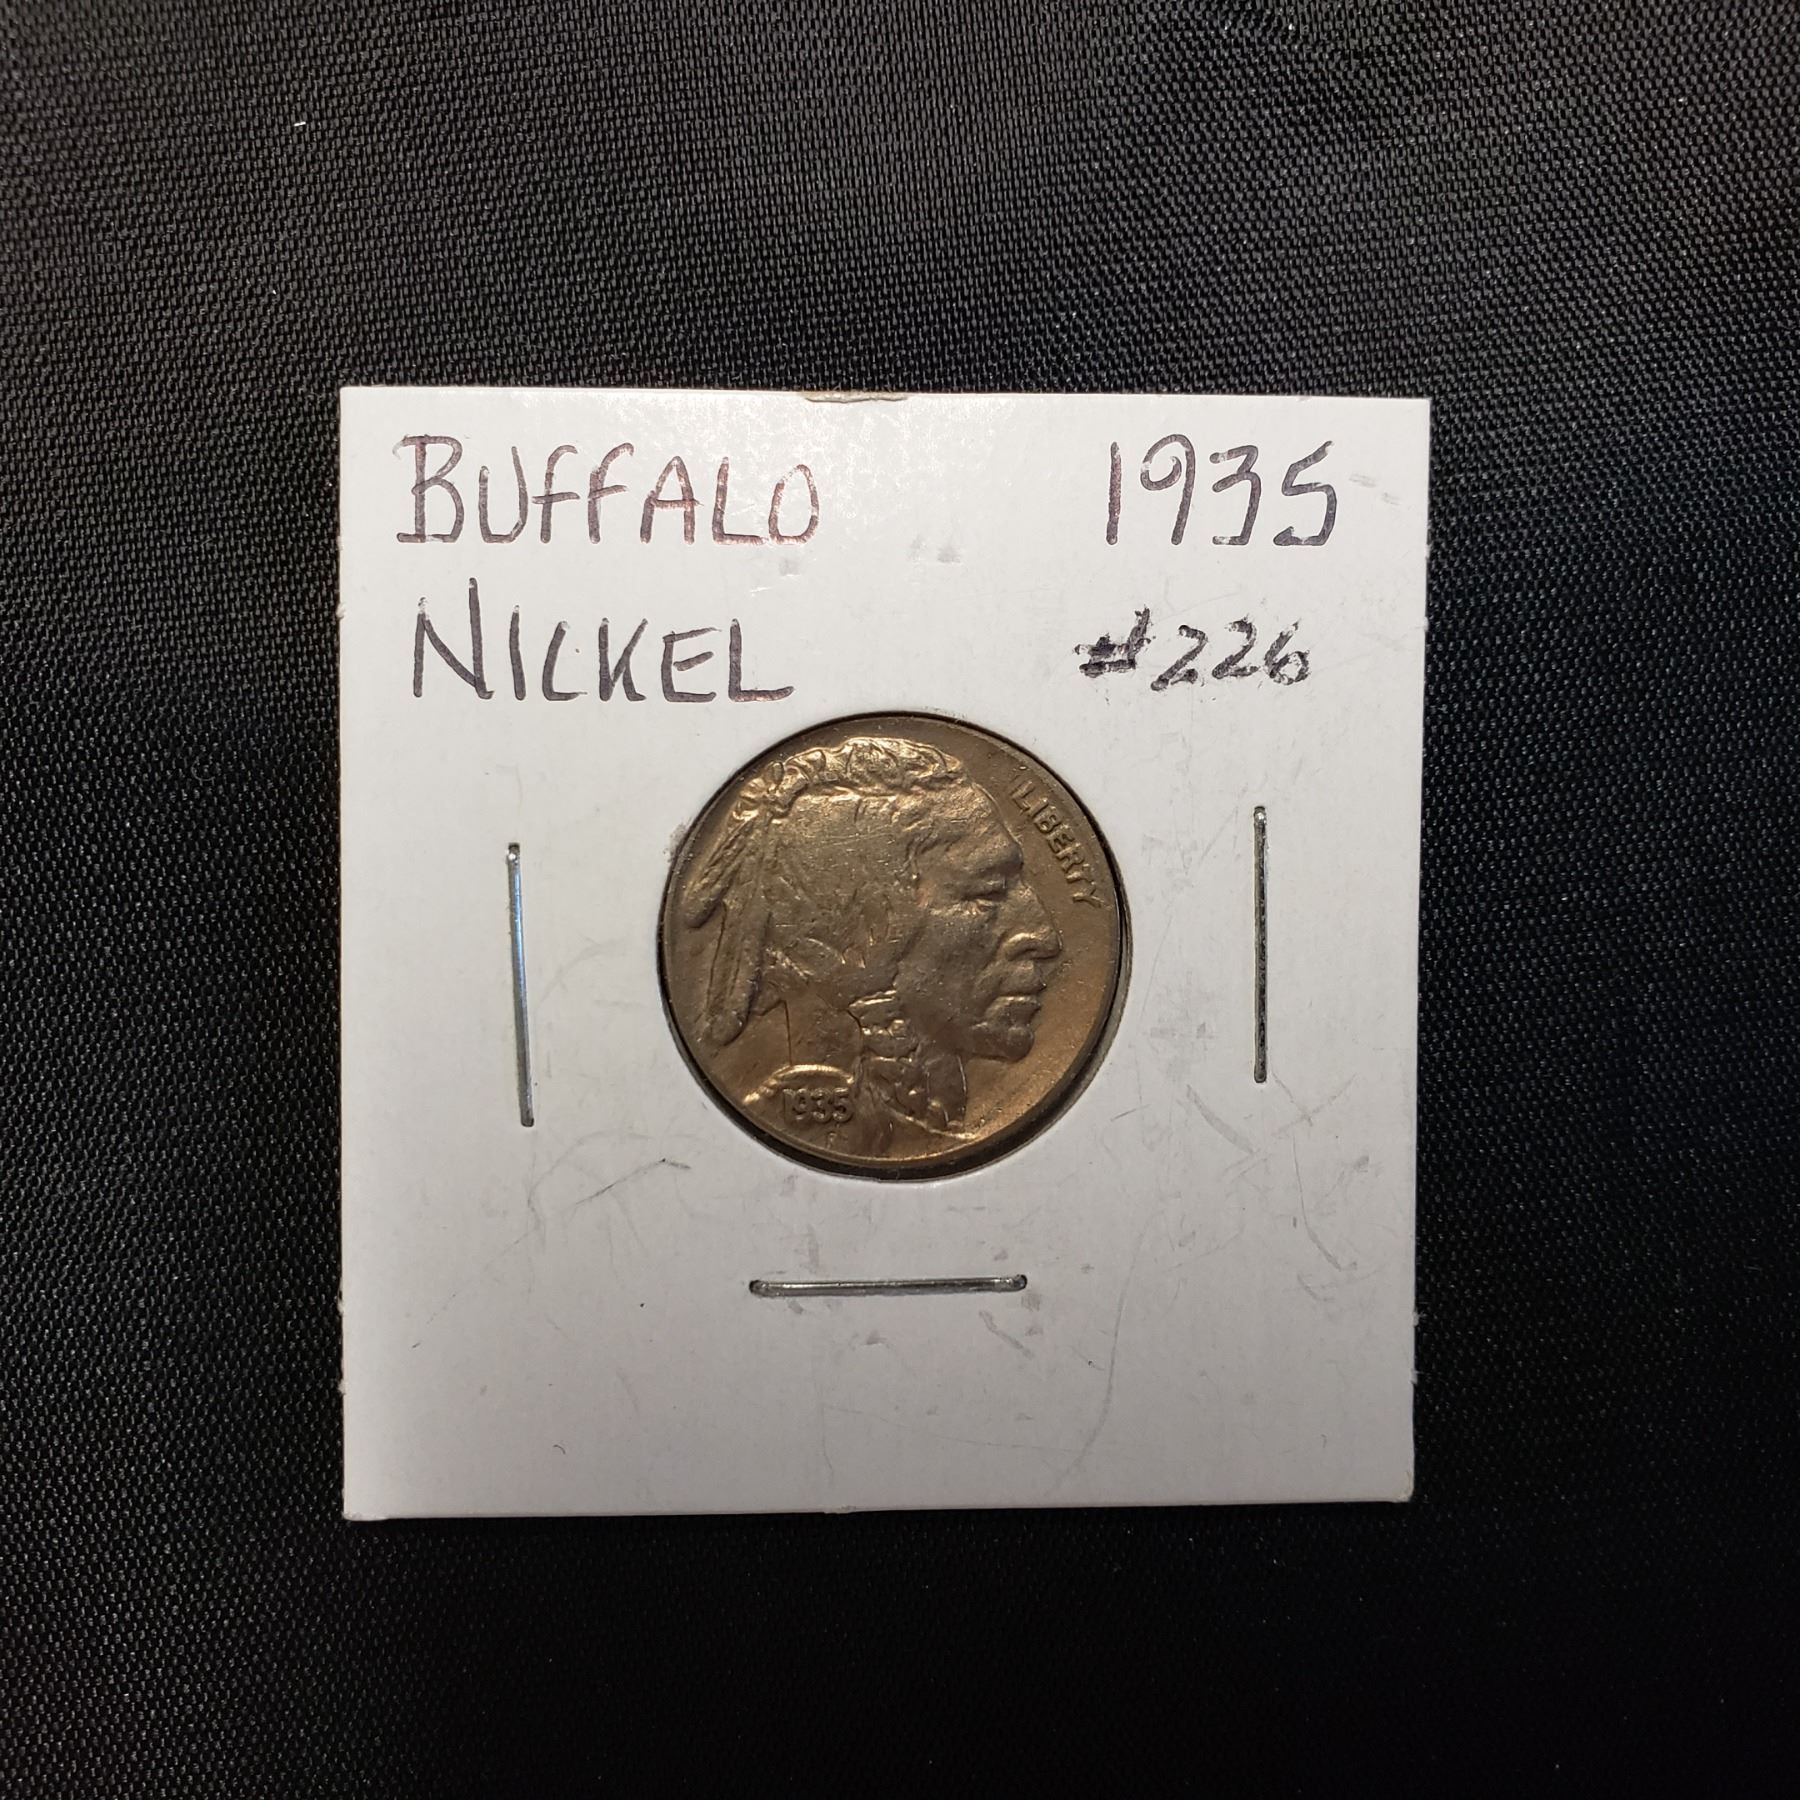 BUFFALO 1935
NICKEL #226
LIBERTY
1935
F